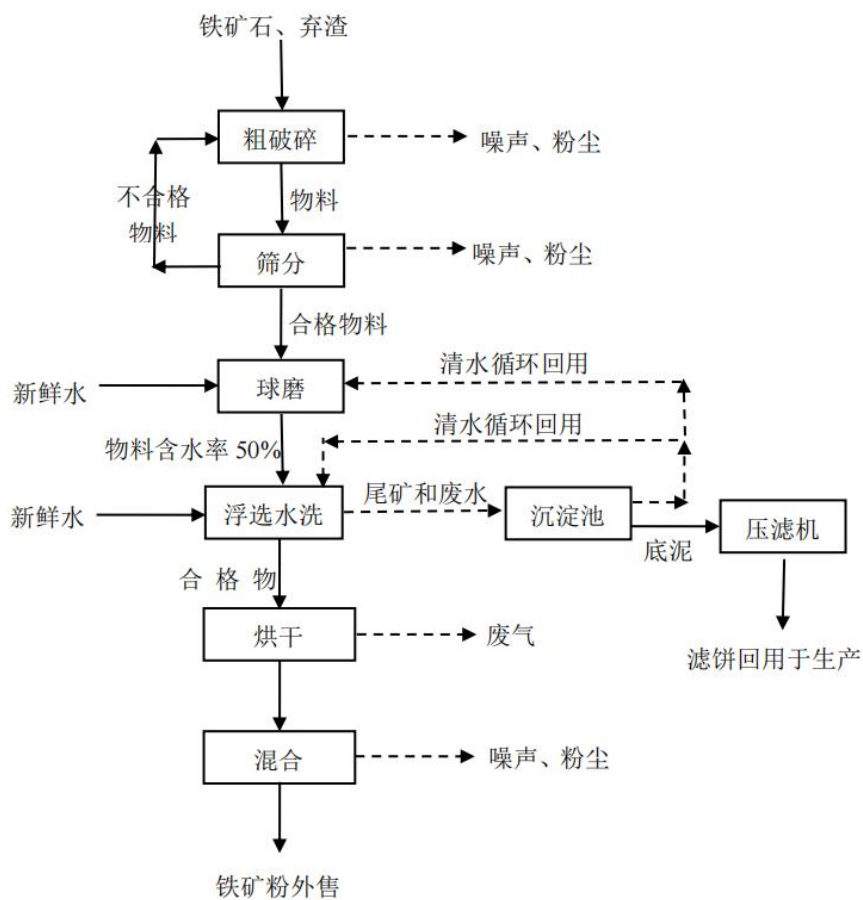 铁矿石、弃渣
粗破碎
噪声、粉尘
不合格
物料
物料
筛分
噪声、粉尘
合格物料
清水循环回用
新鲜水
球磨
清水循环回用
物料含水率 50%
尾矿和废水
新鲜水
浮选水洗
沉淀池
压滤机
底泥
合 格 物
烘干
废气
滤饼回用于生产
混合
噪声、粉尘
铁矿粉外售